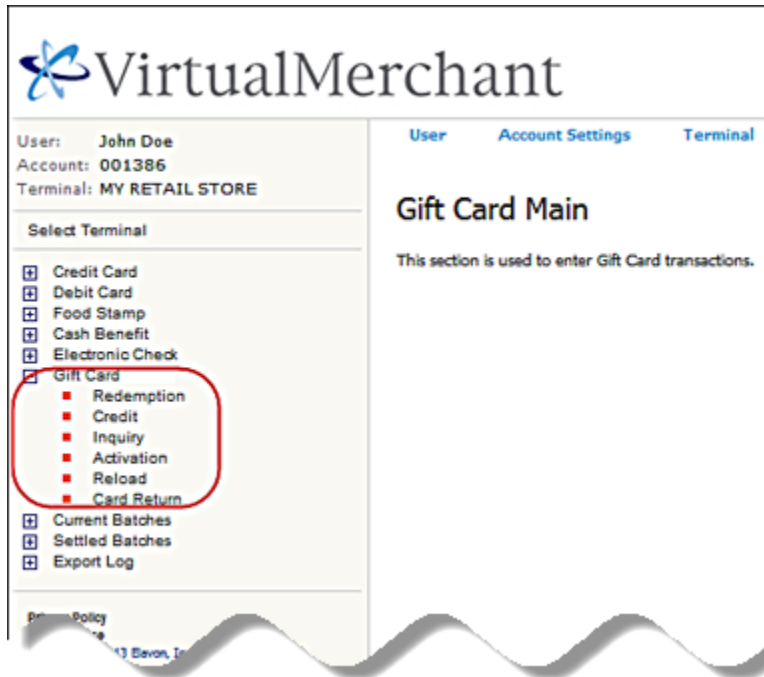 VirtualMerchant
User: John Doe
Account: 001386
Terminal: MY RETAIL STORE
Select Terminal
Credit Card
Debit Card
Food Stamp
Cash Benefit
Electronic Check
Gift Card
Redemption
Credit
Inquiry
Activation
Reload
Card Return
Current Batches
Settled Batches
Export Log
Policy
13 Elavon,
User Account Settings Terminal
Gift Card Main
This section is used to enter Gift Card transactions.